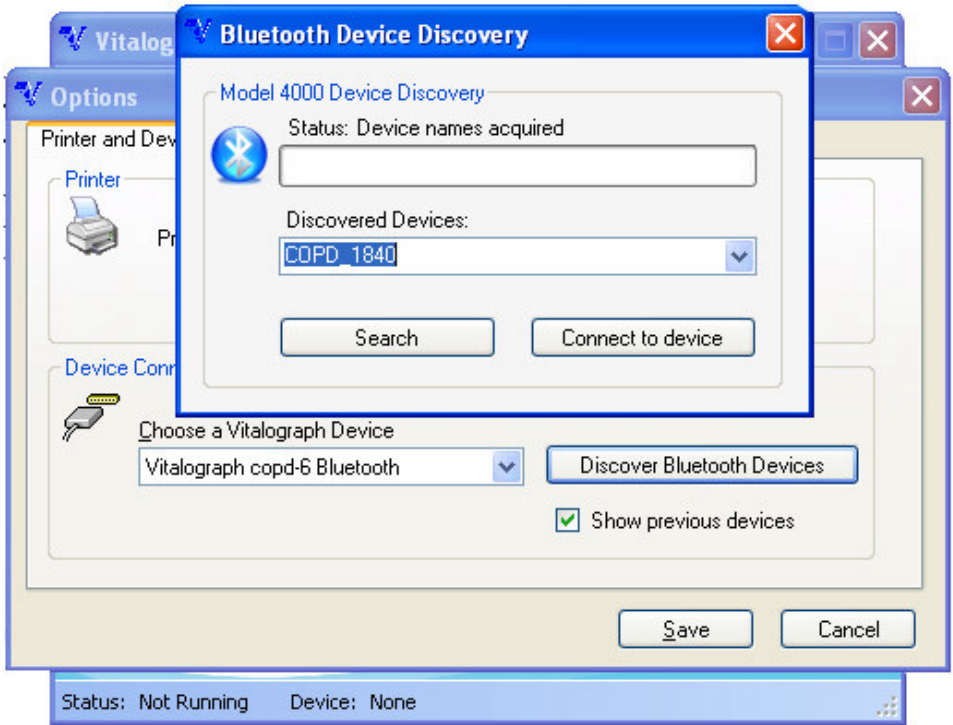 Vitalog
Bluetooth Device Discovery
Options
Model 4000 Device Discovery
Status: Device names acquired
Printer and Dev
Printer
Pr
Discovered Devices:
COPD_1840
Search
Connect to device
Device Conn
Choose a Vitalograph Device
Vitalograph copd-6 Bluetooth
Discover Bluetooth Devices
Show previous devices
Save
Cancel
Status: Not Running Device: None